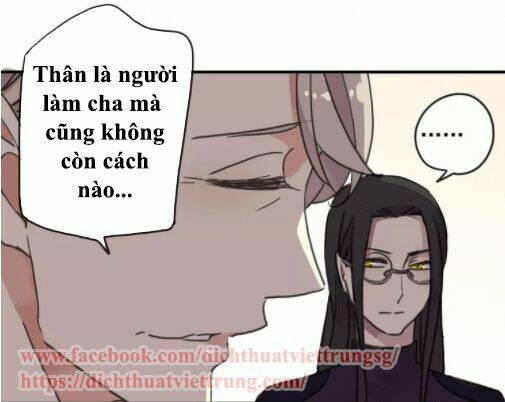 Thân là người
làm cha mà
cũng không
còn cách
nào...
......
www.facebook.com/dichthuatviettrungsg/
https://dichthuatviettrung.com/